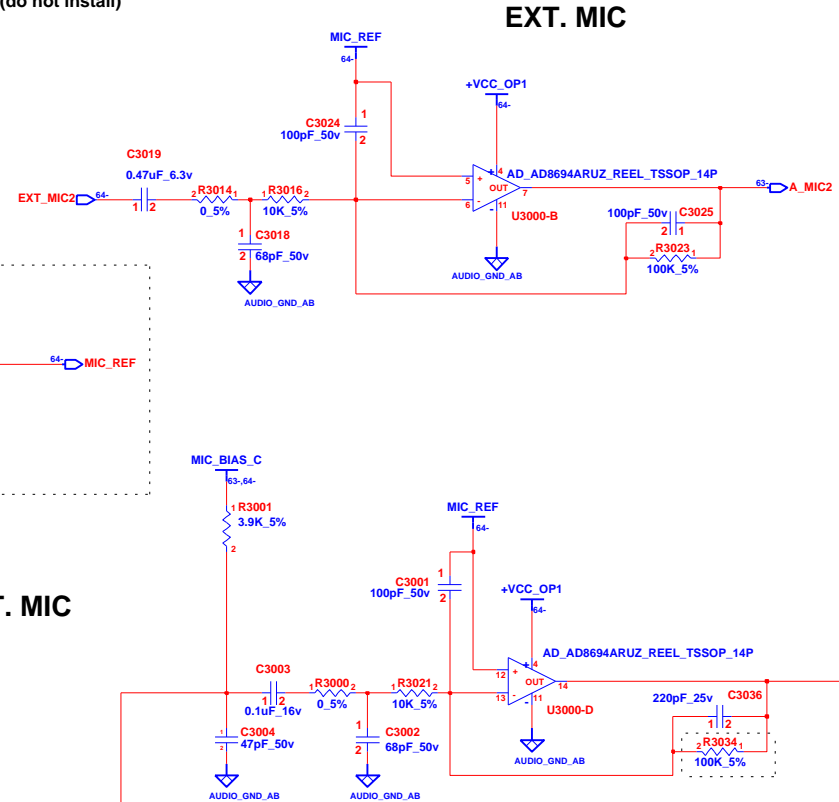 (do not install)
EXT. MIC
MIC_REF
64-
+VCC_OP1
64-
1
C3024
100pF_50v
2
C3019
0.47uF_6.3v
EXT_MIC2
64-
1 2
2 R3014 1
0_5%
1 R3016 2
10K_5%
AD_AD8694ARUZ_REEL_TSSOP_14P
5 + 4
OUT
7
6 - 11
U3000-B
63-
A_MIC2
1
C3018
2
68pF_50v
AUDIO_GND_AB
AUDIO_GND_AB
100pF_50v
C3025
2 1
2 R3023 1
100K_5%
64-
MIC_REF
MIC_BIAS_C
63-,64-
1
R3001
3.9K_5%
2
MIC_REF
64-
1
C3001
100pF_50v
2
+VCC_OP1
64-
T. MIC
AD_AD8694ARUZ_REEL_TSSOP_14P
12 + 4
OUT
14
13 - 11
U3000-D
C3003
1 2
0.1uF_16v
1 R3000 2
0_5%
1 R3021 2
10K_5%
220pF_25v
C3036
1 2
2 R3034 1
100K_5%
1
C3004
2
47pF_50v
1
C3002
2
68pF_50v
AUDIO_GND_AB
AUDIO_GND_AB
AUDIO_GND_AB